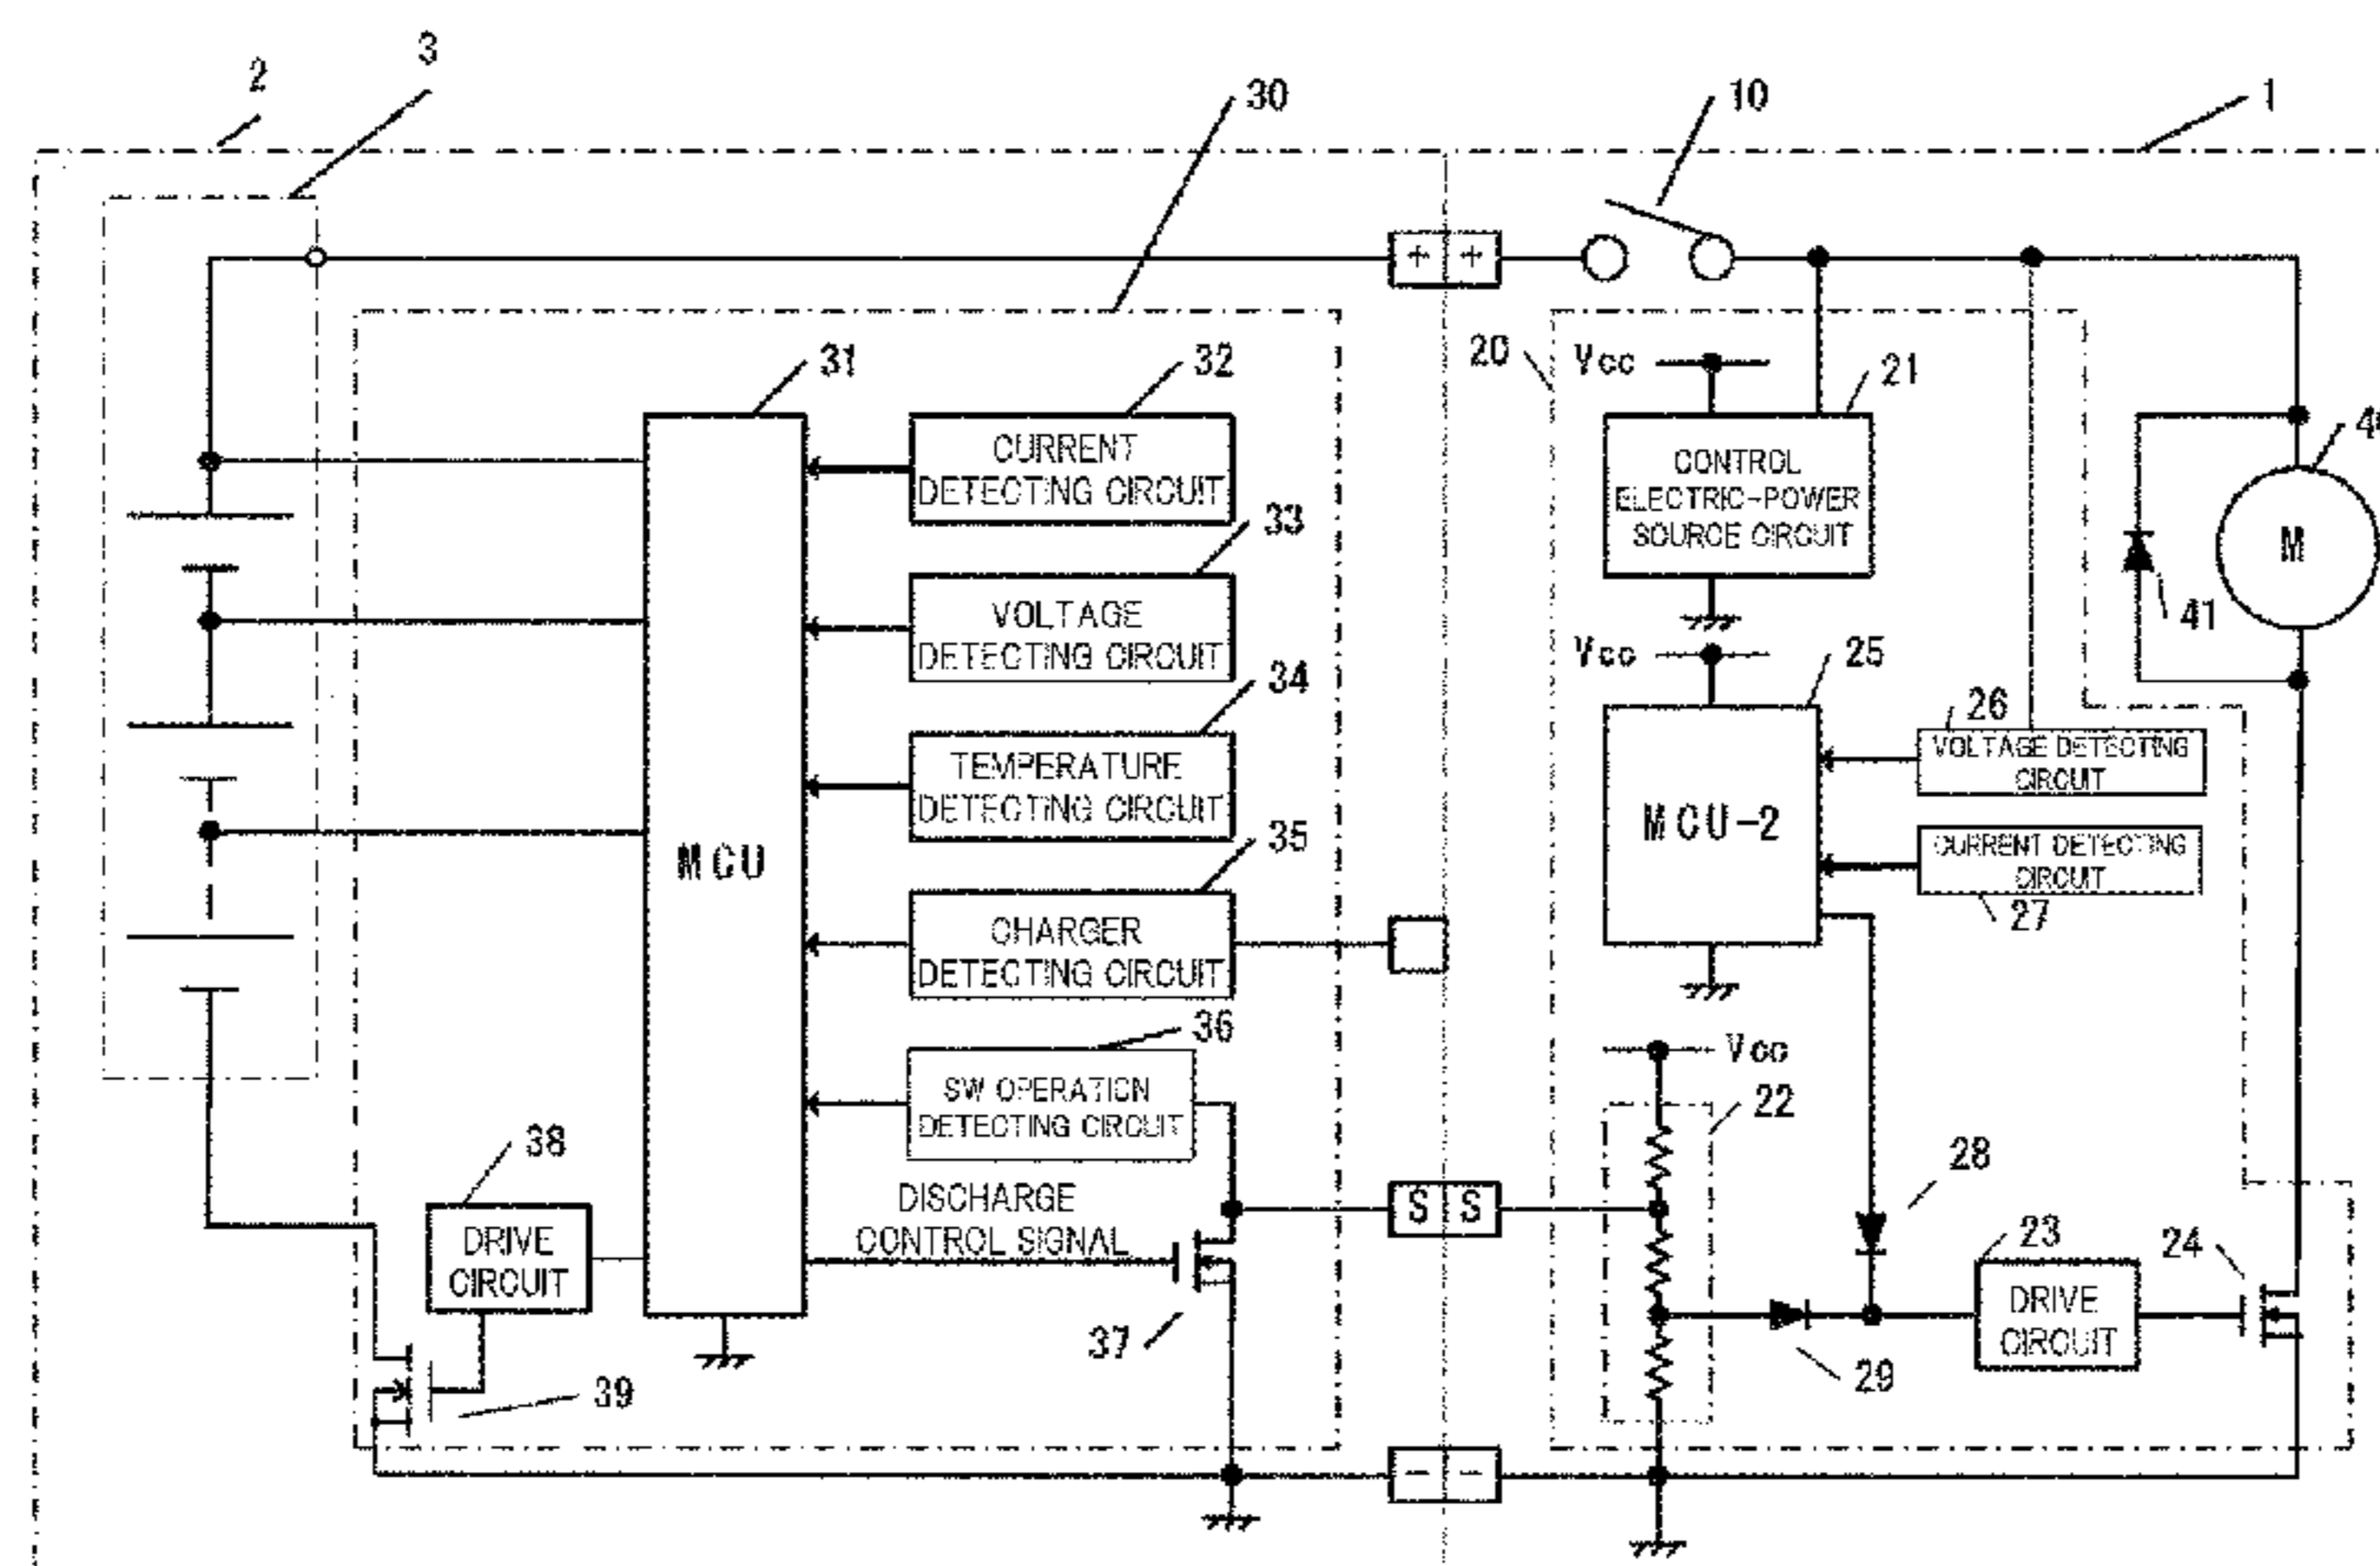 2
3
30
10
1
+ +
31
32
CURRENT
DETECTING CIRCUIT
33
VOLTAGE
DETECTING CIRCUIT
34
TEMPERATURE
DETECTING CIRCUIT
35
CHARGER
DETECTING CIRCUIT
36
SW OPERATION
DETECTING CIRCUIT
MCU
38
DRIVE
CIRCUIT
39
DISCHARGE
CONTROL SIGNAL
37
S S
- -
20
Vcc
21
CONTROL
ELECTRIC-POWER
SOURCE CIRCUIT
Vcc
25
MCU-2
26
VOLTAGE DETECTING
CIRCUIT
CURRENT DETECTING
CIRCUIT
27
M
41
Vcc
22
28
29
23
DRIVE
CIRCUIT
24